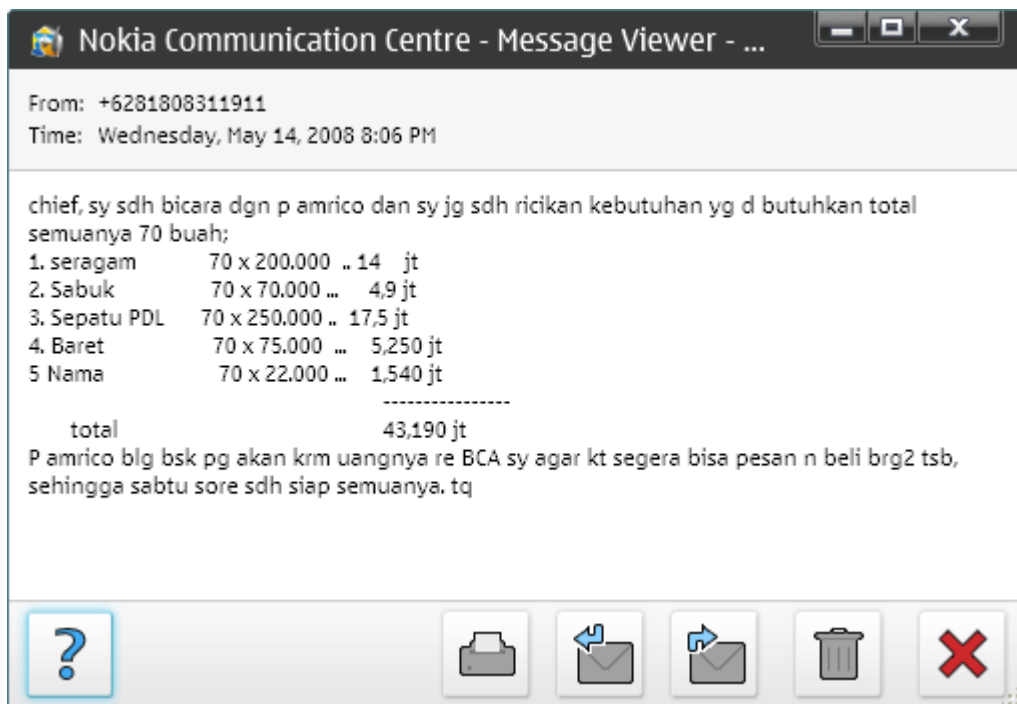 Nokia Communication Centre - Message Viewer - ...
From: +6281808311911
Time: Wednesday, May 14, 2008 8:06 PM
chief, sy sdh bicara dgn p amrico dan sy jg sdh ricikan kebutuhan yg d butuhkan total
semuanya 70 buah;
1. seragam 70 x 200.000 .. 14 jt
2. Sabuk 70 x 70.000 ... 4,9 jt
3. Sepatu PDL 70 x 250.000 .. 17,5 jt
4. Baret 70 x 75.000 ... 5,250 jt
5 Nama 70 x 22.000 ... 1,540 jt
----------------
total 43,190 jt
P amrico blg bsk pg akan krm uangnya re BCA sy agar kt segera bisa pesan n beli brg2 tsb,
sehingga sabtu sore sdh siap semuanya. tq